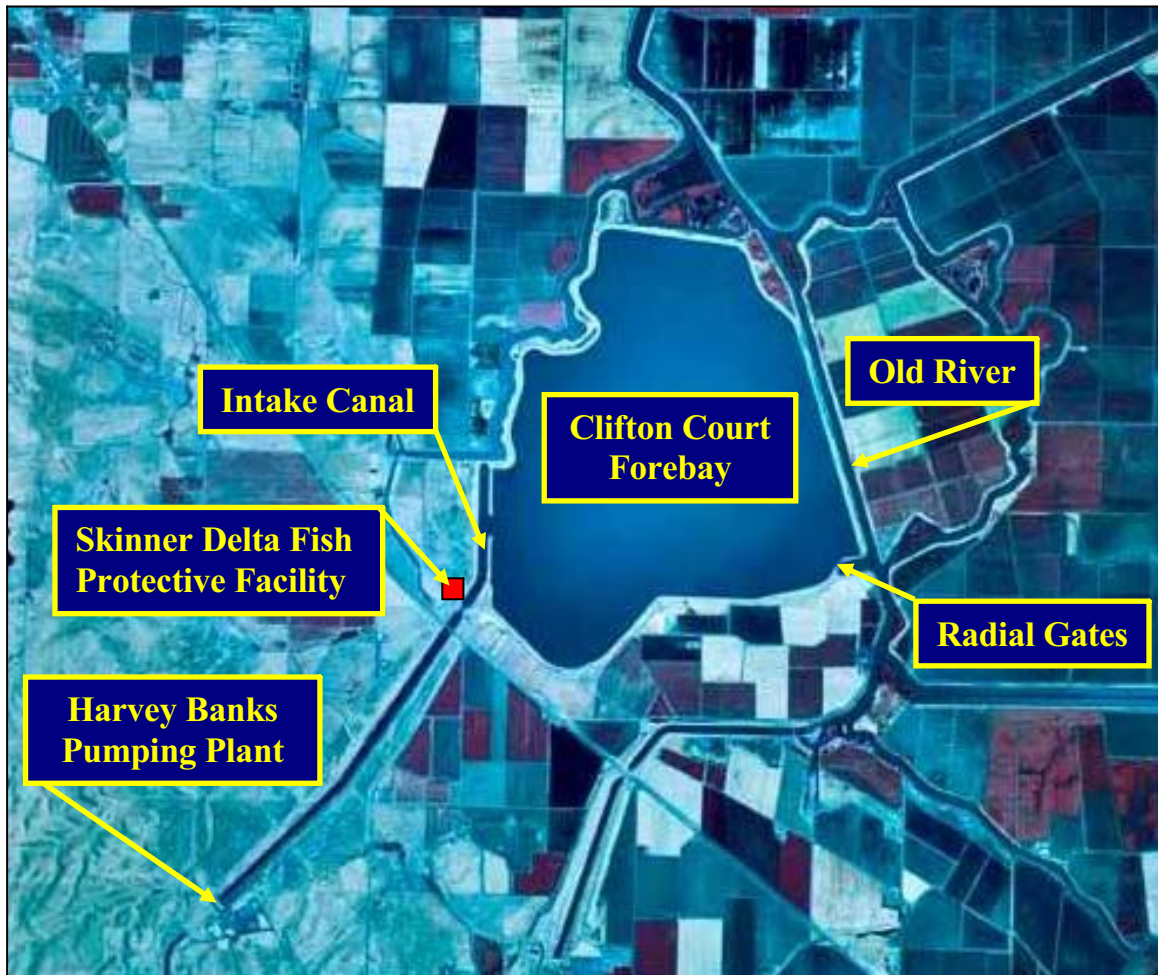 Intake Canal
Clifton Court
Forebay
Old River
Skinner Delta Fish
Protective Facility
Radial Gates
Harvey Banks
Pumping Plant